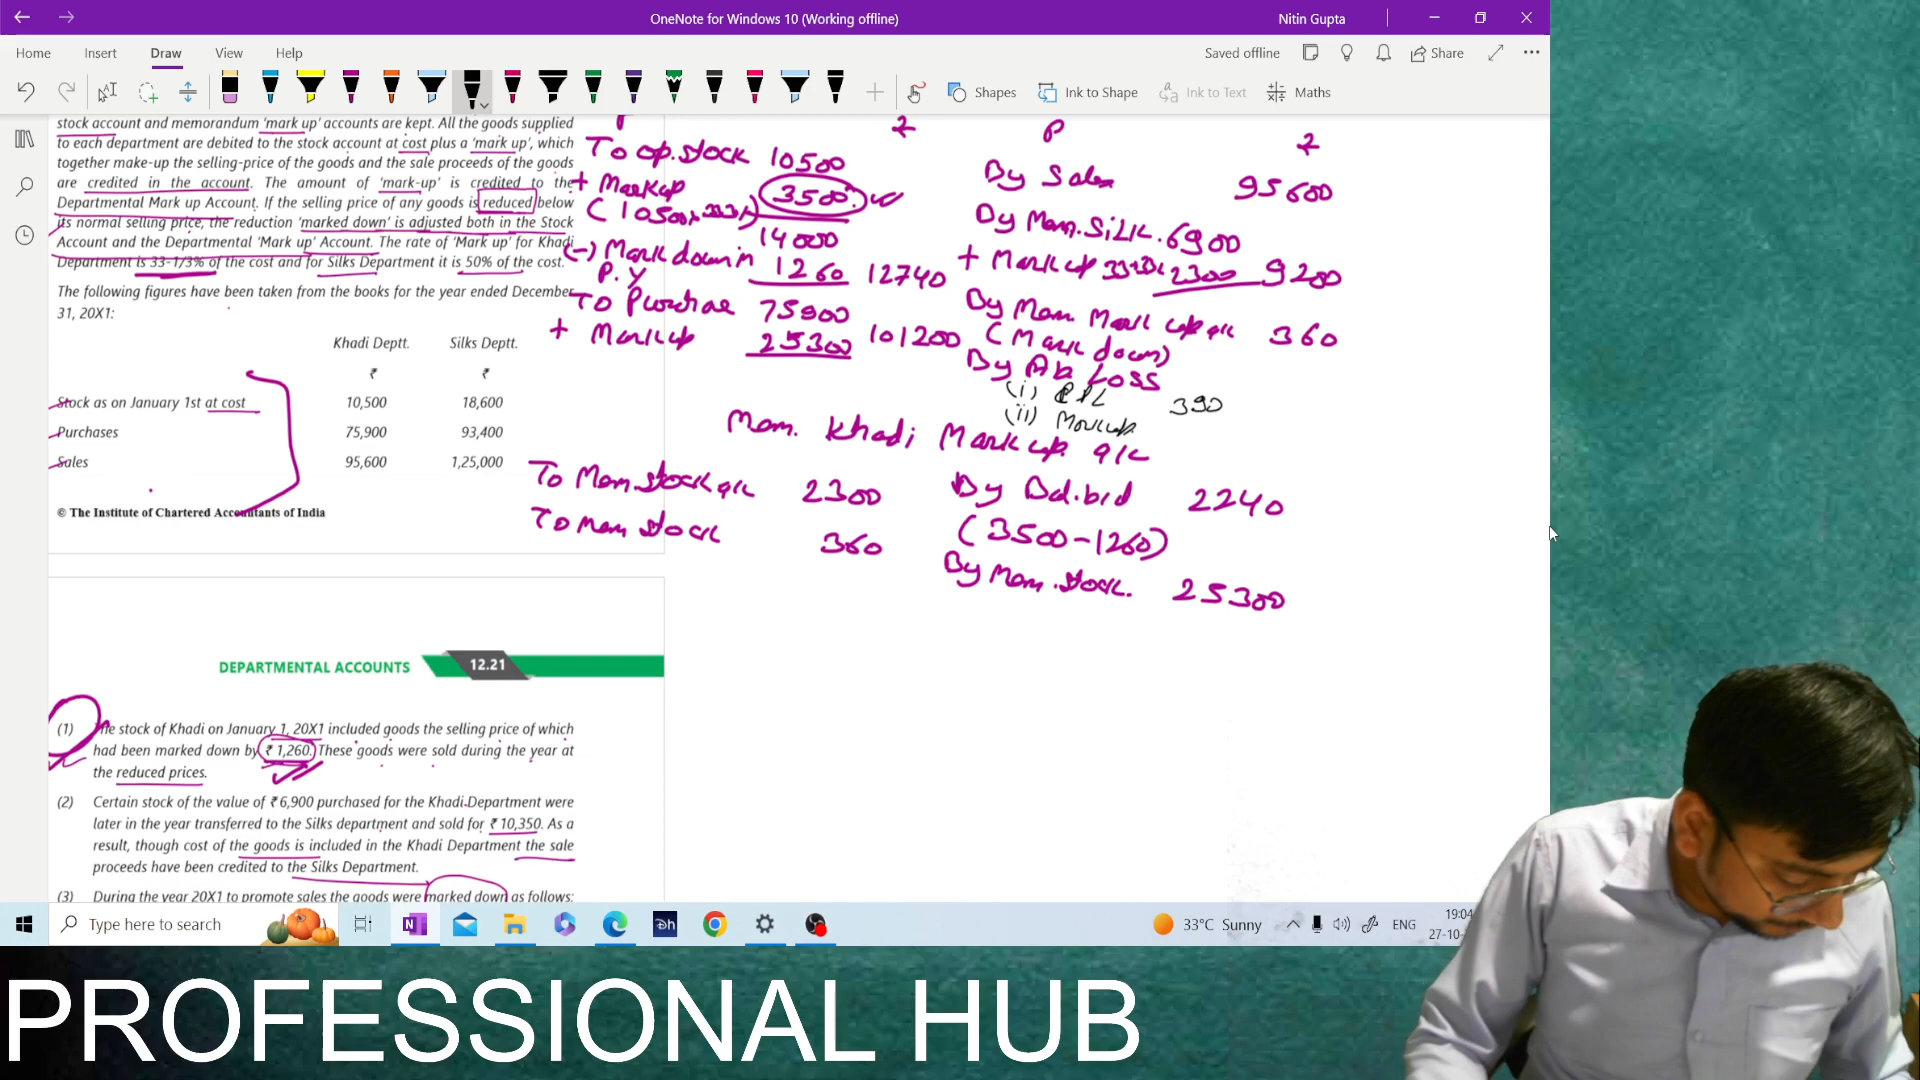 OneNote for Windows 10 (Working offline)
Nitin Gupta
Home Insert Draw View Help
Saved offline
Share
Shapes
Ink to Shape
Ink to Text
Maths
stock account and memorandum 'mark up' accounts are kept. All the goods supplied
to each department are debited to the stock account at cost plus a 'mark up', which
together make-up the selling-price of the goods and the sale proceeds of the goods
are credited in the account. The amount of 'mark-up' is credited to the
Departmental Mark up Account. If the selling price of any goods is reduced below
its normal selling price, the reduction 'marked down' is adjusted both in the Stock
Account and the Departmental 'Mark up' Account. The rate of 'Mark up' for Khadi
Department is 33-1/3% of the cost and for Silks Department it is 50% of the cost.
The following figures have been taken from the books for the year ended December
31, 20X1:
Khadi Deptt. Silks Deptt.
₹ ₹
Stock as on January 1st at cost 10,500 18,600
Purchases 75,900 93,400
Sales 95,600 1,25,000
© The Institute of Chartered Accountants of India
DEPARTMENTAL ACCOUNTS 12.21
(1) The stock of Khadi on January 1, 20X1 included goods the selling price of which
had been marked down by ₹ 1,260. These goods were sold during the year at
the reduced prices.
(2) Certain stock of the value of ₹ 6,900 purchased for the Khadi Department were
later in the year transferred to the Silks department and sold for ₹ 10,350. As a
result, though cost of the goods is included in the Khadi Department the sale
proceeds have been credited to the Silks Department.
(3) During the year 20X1 to promote sales the goods were marked down as follows:
P ₹ P ₹
To op. stock 10500
+ Markup 3500
14000
(-) Mark down in 1260 12740
P.Y
To Purchase 75900
+ Markup 25300 101200
By Sales 95600
By Mem. Silk. 6900
+ Markup 2300 9200
By Mem. Mark up a/c 360
(Mark down)
By Ab Loss
(i) P&L 390
(ii) Markup
Mem. Khadi Mark up a/c
To Mem. stock a/c 2300
To Mem stock 360
By Bal. b/d 2240
(3500-1260)
By Mem. stock. 25300
Type here to search
33°C Sunny
ENG
19:04
27-10-
PROFESSIONAL HUB